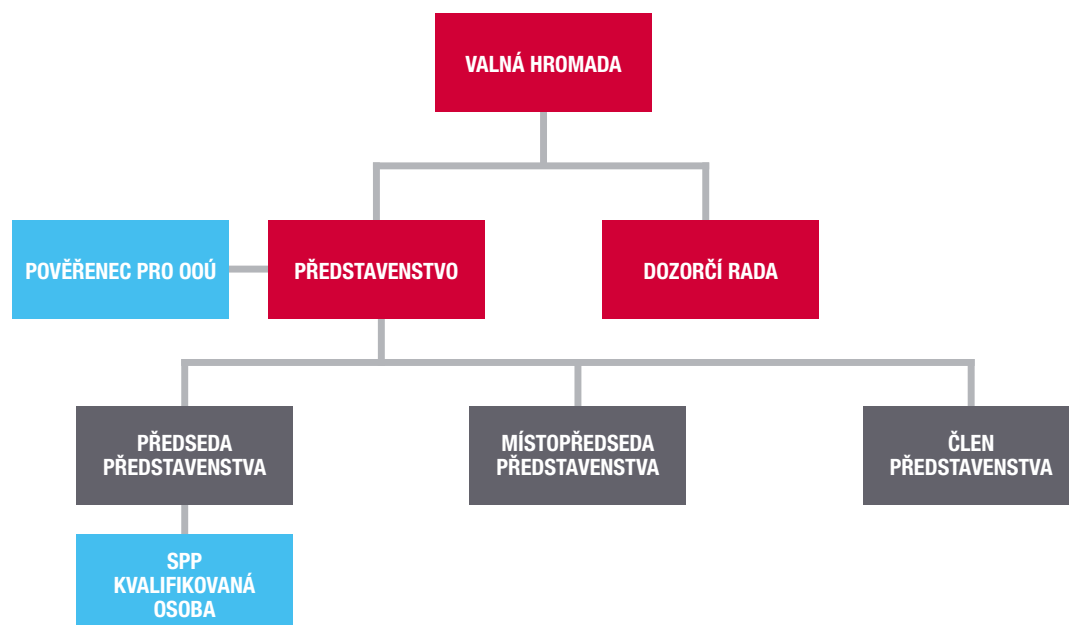 VALNÁ HROMADA
POVĚŘENEC PRO OOÚ
PŘEDSTAVENSTVO
DOZORČÍ RADA
PŘEDSEDA
PŘEDSTAVENSTVA
MÍSTOPŘEDSEDA
PŘEDSTAVENSTVA
ČLEN
PŘEDSTAVENSTVA
SPP
KVALIFIKOVANÁ
OSOBA